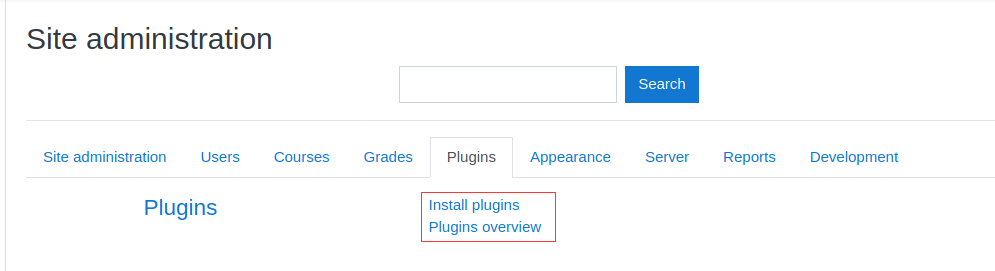 Site administration
Search
Site administration Users Courses Grades Plugins Appearance Server Reports Development
Plugins
Install plugins
Plugins overview